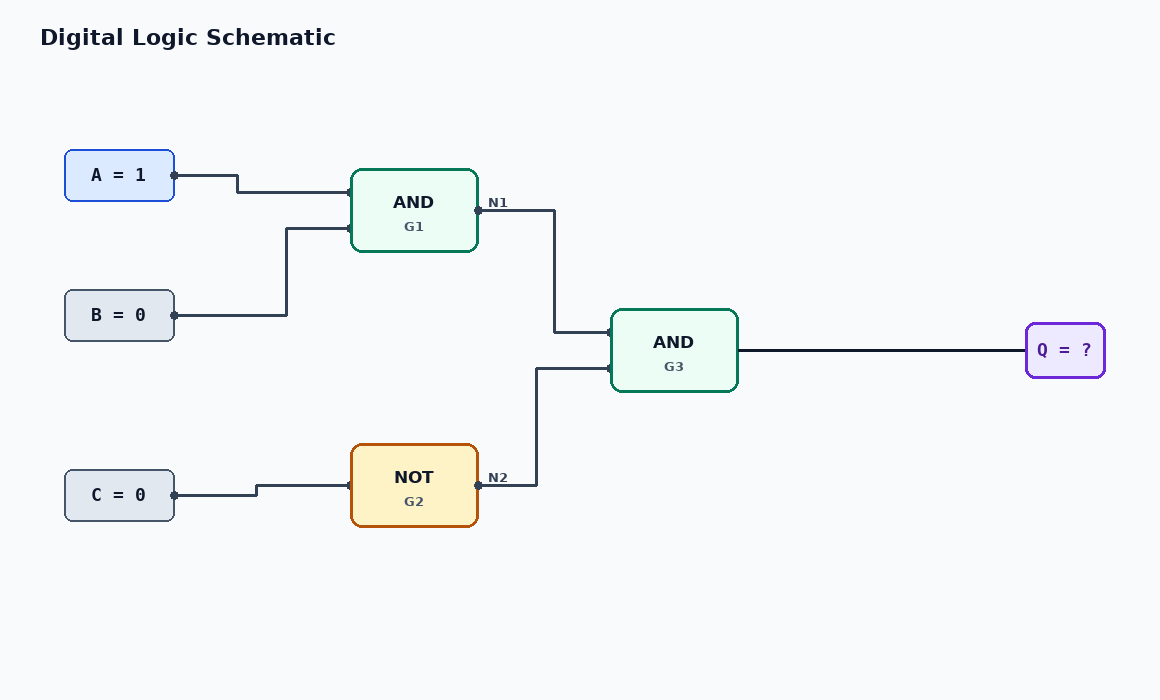 Digital Logic Schematic
A = 1
AND
G1
N1
B = 0
AND
G3
Q = ?
NOT
G2
N2
C = 0